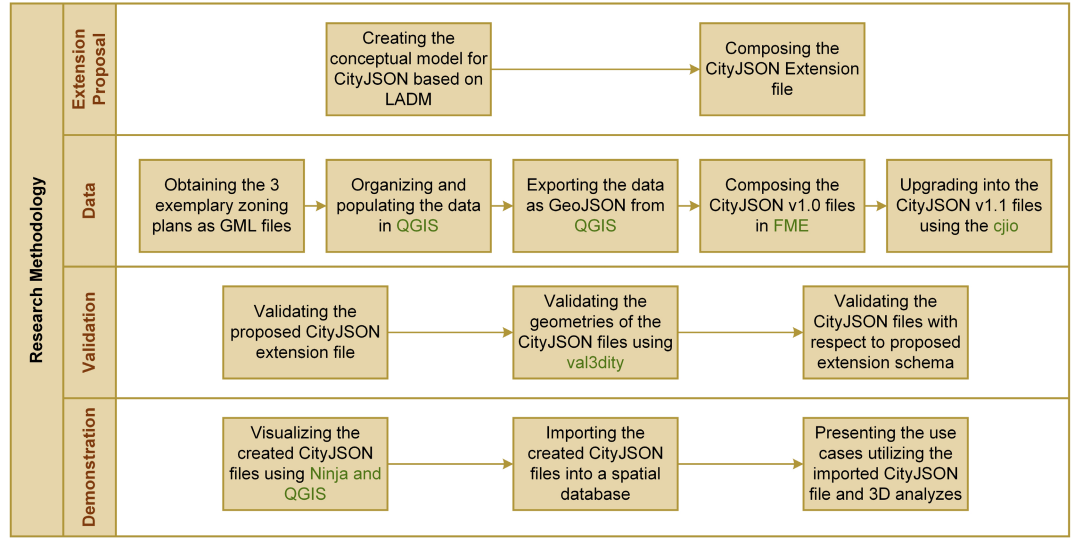 Research Methodology
Extension
Proposal
Creating the
conceptual model for
CityJSON based on
LADM
Composing the
CityJSON Extension
file
Data
Obtaining the 3
exemplary zoning
plans as GML files
Organizing and
populating the data
in QGIS
Exporting the data
as GeoJSON from
QGIS
Composing the
CityJSON v1.0 files
in FME
Upgrading into the
CityJSON v1.1 files
using the cjio
Validation
Validating the
proposed CityJSON
extension file
Validating the
geometries of the
CityJSON files using
val3dity
Validating the
CityJSON files with
respect to proposed
extension schema
Demonstration
Visualizing the
created CityJSON
files using Ninja and
QGIS
Importing the
created CityJSON
files into a spatial
database
Presenting the use
cases utilizing the
imported CityJSON
file and 3D analyzes